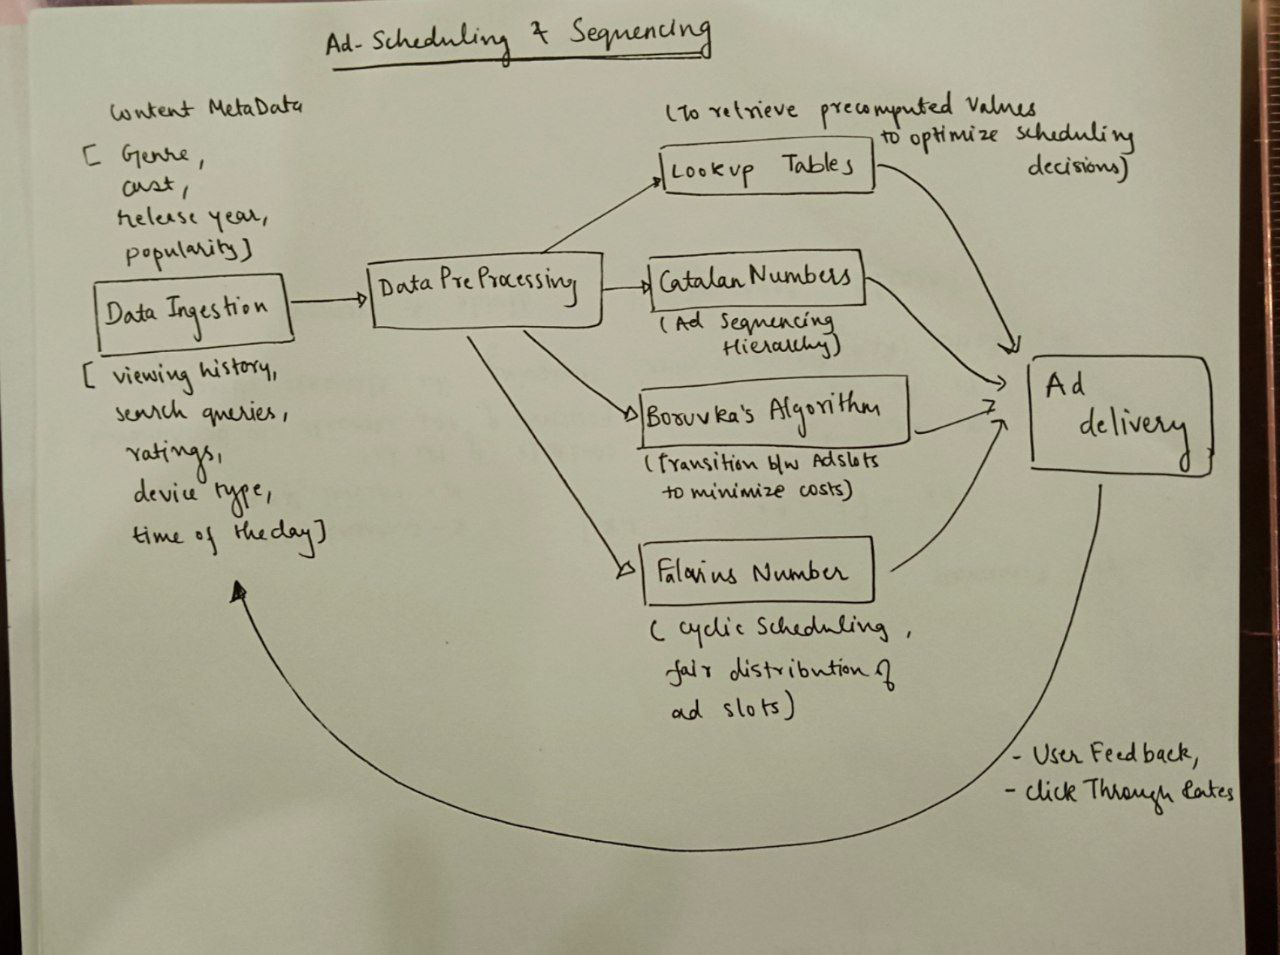 Ad-Scheduling & Sequencing
Content MetaData
[ Genre,
cast,
release year,
popularity]
Data Ingestion
[ viewing history,
search queries,
ratings,
device type,
time of the day]
Data PreProcessing
(To retrieve precomputed values
to optimize scheduling
decisions)
Lookup Tables
Catalan Numbers
(Ad Sequencing
Hierarchy)
Boruvka's Algorithm
(Transition b/w Adslots
to minimize costs)
Falavius Number
( cyclic Scheduling,
fair distribution of
ad slots)
Ad
delivery
- User Feedback,
- Click Through Rates